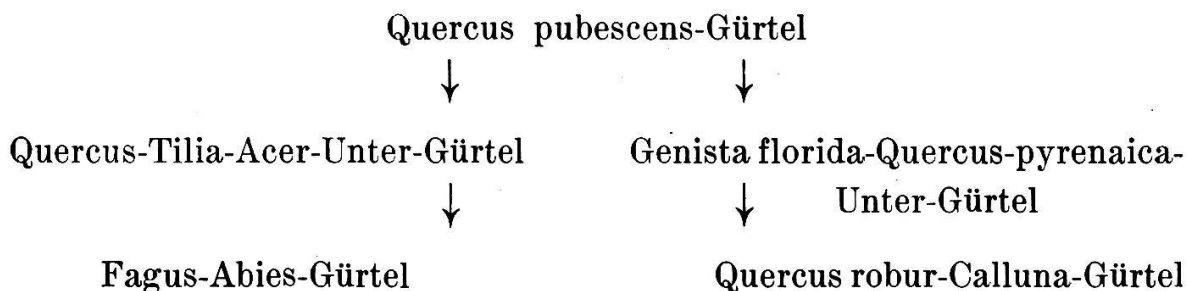 Quercus pubescens-Gürtel
Quercus-Tilia-Acer-Unter-Gürtel
Genista florida-Quercus-pyrenaica-
Unter-Gürtel
Fagus-Abies-Gürtel
Quercus robur-Calluna-Gürtel